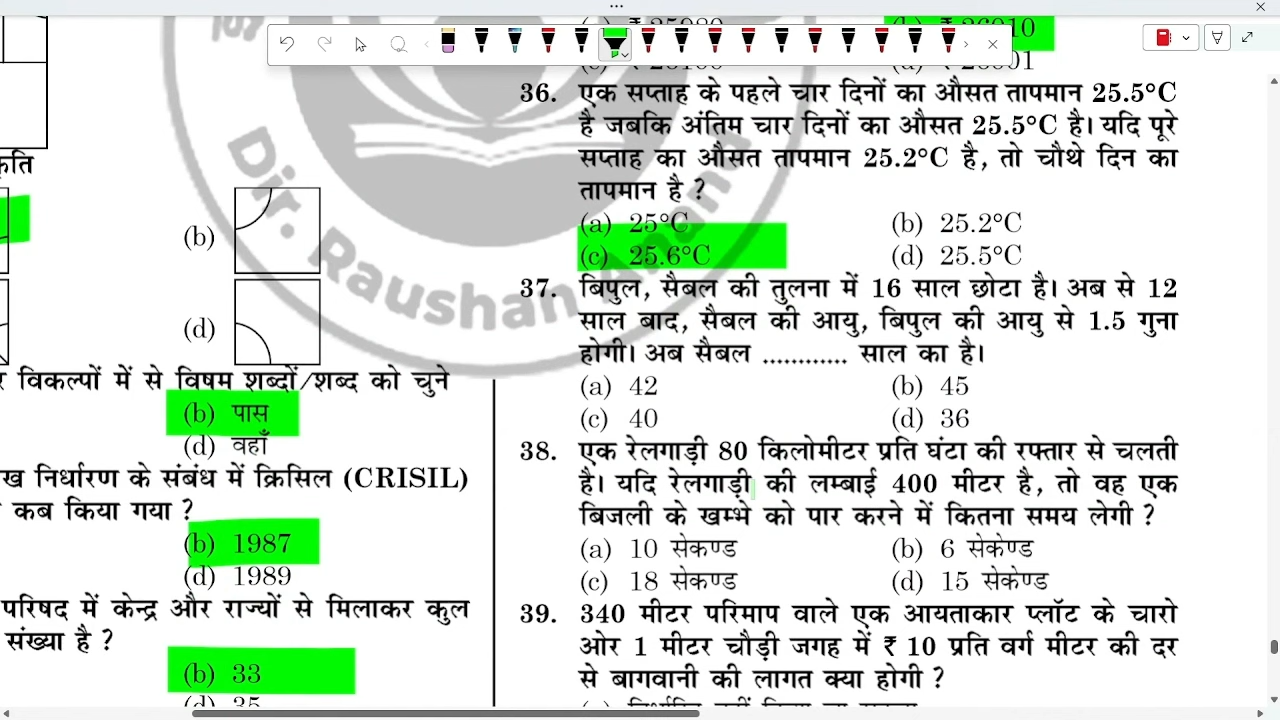 कृति
(b)
(d)
र विकल्पों में से विषम शब्दों/शब्द को चुने
(b) पास
(d) वहाँ
ख निर्धारण के संबंध में क्रिसिल (CRISIL)
कब किया गया ?
(b) 1987
(d) 1989
परिषद में केन्द्र और राज्यों से मिलाकर कुल
संख्या है ?
(b) 33
(d) 35
Dir. Raushan Anand
36. एक सप्ताह के पहले चार दिनों का औसत तापमान 25.5°C
है जबकि अंतिम चार दिनों का औसत 25.5°C है। यदि पूरे
सप्ताह का औसत तापमान 25.2°C है, तो चौथे दिन का
तापमान है ?
(a) 25°C (b) 25.2°C
(c) 25.6°C (d) 25.5°C
37. बिपुल, सैबल की तुलना में 16 साल छोटा है। अब से 12
साल बाद, सैबल की आयु, बिपुल की आयु से 1.5 गुना
होगी। अब सैबल ............ साल का है।
(a) 42 (b) 45
(c) 40 (d) 36
38. एक रेलगाड़ी 80 किलोमीटर प्रति घंटा की रफ्तार से चलती
है। यदि रेलगाड़ी की लम्बाई 400 मीटर है, तो वह एक
बिजली के खम्भे को पार करने में कितना समय लेगी ?
(a) 10 सेकण्ड (b) 6 सेकेण्ड
(c) 18 सेकण्ड (d) 15 सेकेण्ड
39. 340 मीटर परिमाप वाले एक आयताकार प्लॉट के चारो
ओर 1 मीटर चौड़ी जगह में ₹ 10 प्रति वर्ग मीटर की दर
से बागवानी की लागत क्या होगी ?